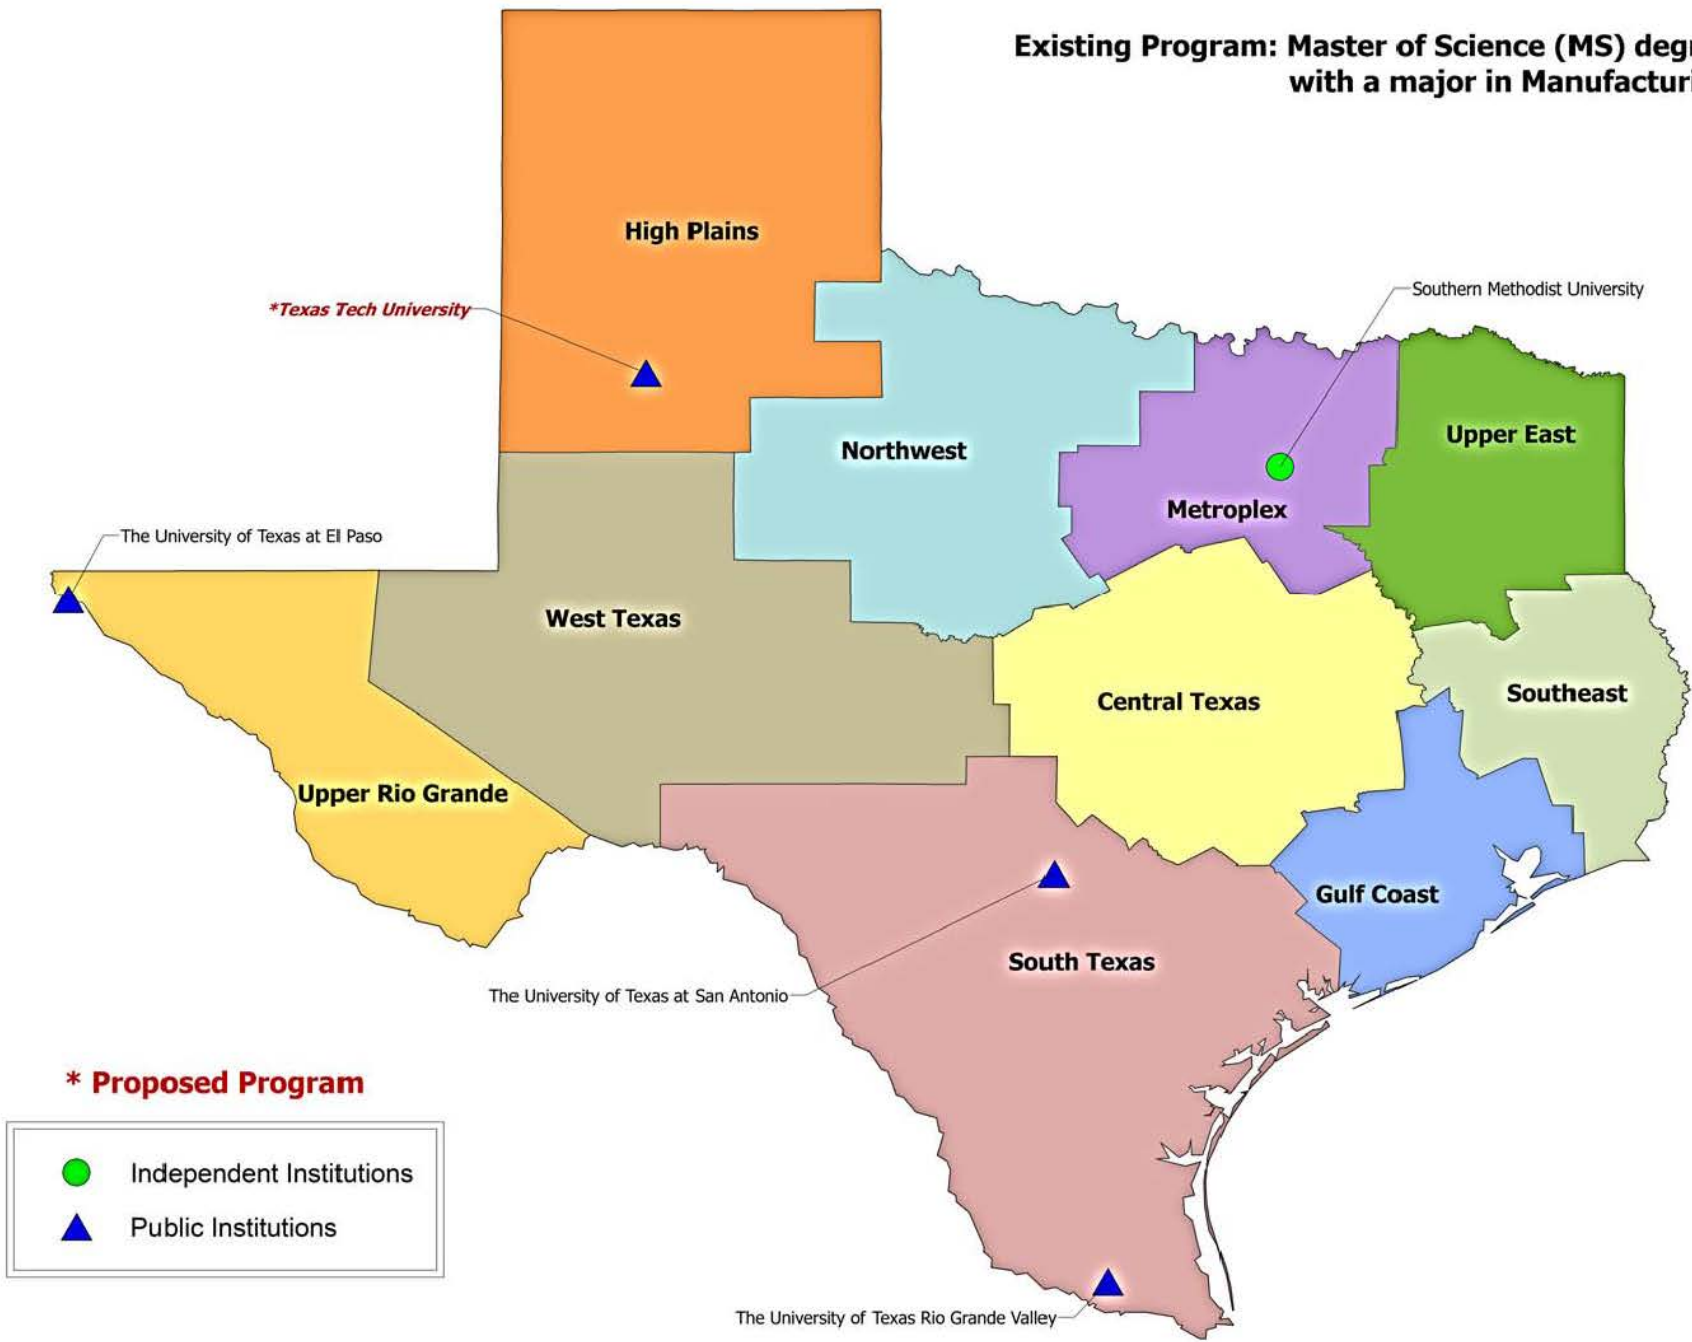 Existing Program: Master of Science (MS) degr
with a major in Manufacturi
High Plains
*Texas Tech University
Southern Methodist University
Northwest
Upper East
Metroplex
The University of Texas at El Paso
West Texas
Central Texas
Southeast
Upper Rio Grande
Gulf Coast
South Texas
The University of Texas at San Antonio
* Proposed Program
Independent Institutions
Public Institutions
The University of Texas Rio Grande Valley